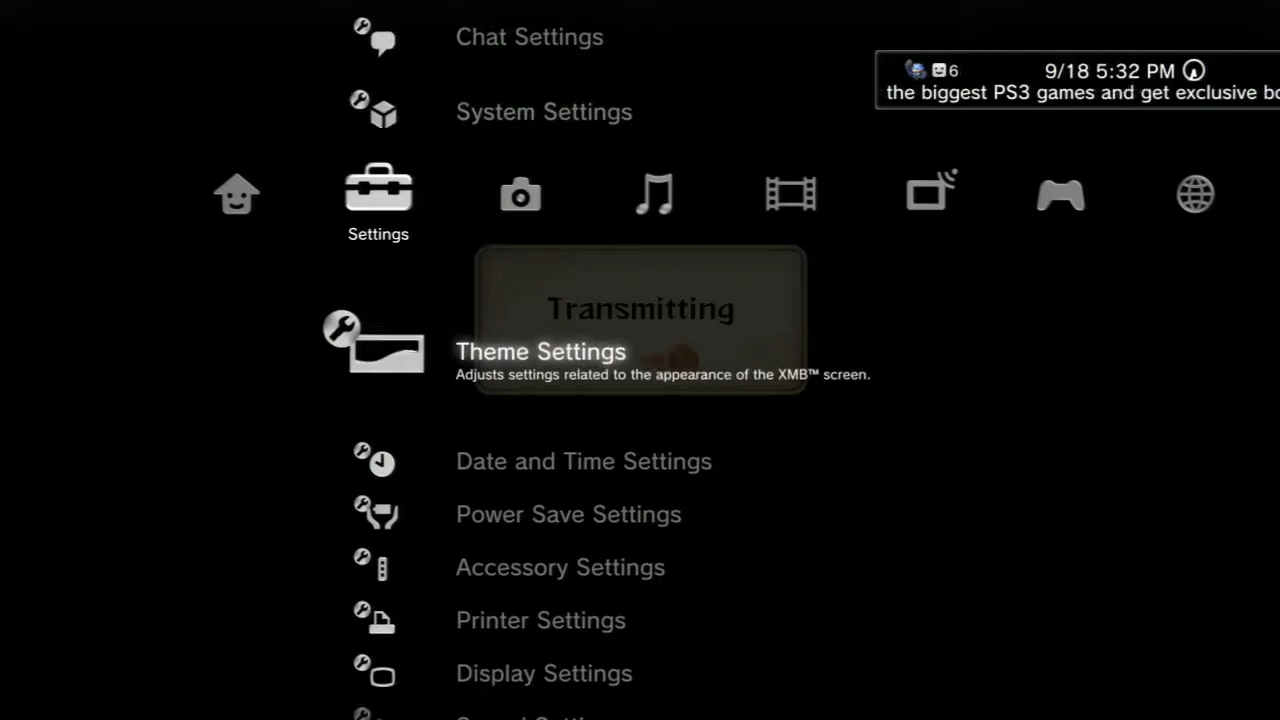 Chat Settings
6
9/18 5:32 PM
the biggest PS3 games and get exclusive
System Settings
Settings
Transmitting
Theme Settings
Adjusts settings related to the appearance of the XMB™ screen.
Date and Time Settings
Power Save Settings
Accessory Settings
Printer Settings
Display Settings